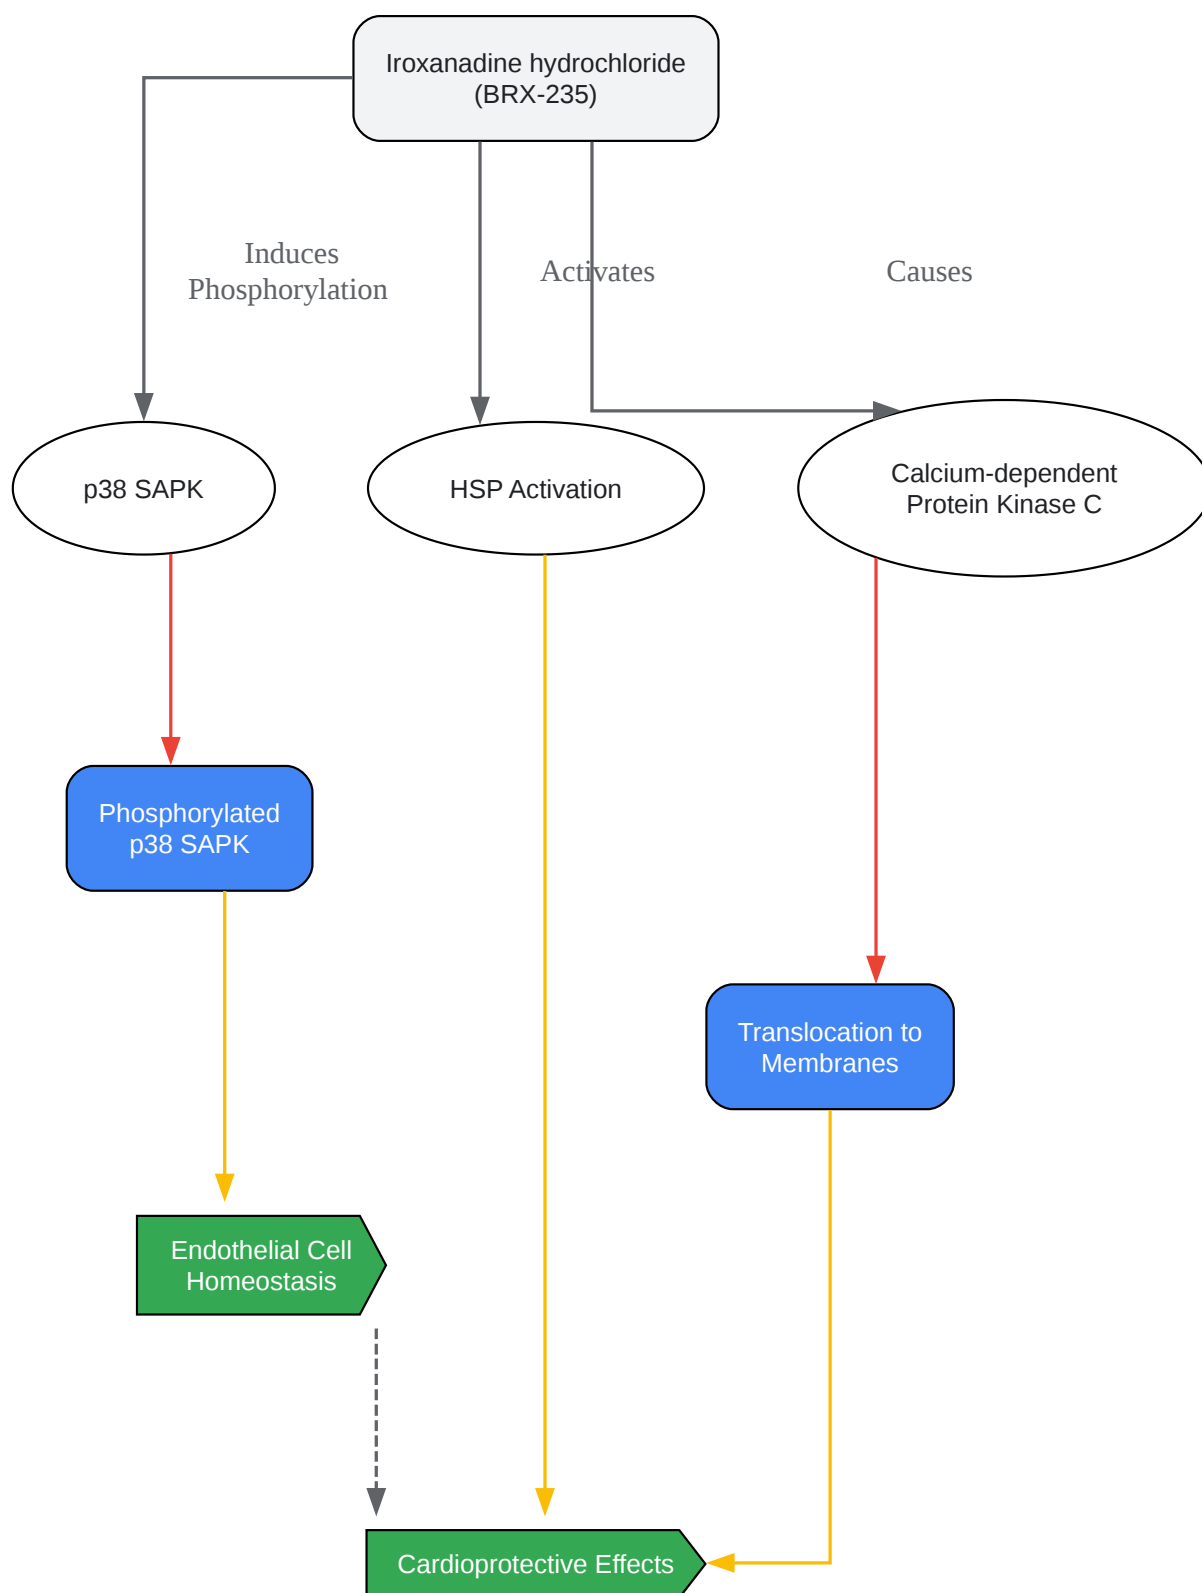 Iroxanadine hydrochloride
(BRX-235)
Induces
Phosphorylation
Activates
Causes
p38 SAPK
HSP Activation
Calcium-dependent
Protein Kinase C
Phosphorylated
p38 SAPK
Translocation to
Membranes
Endothelial Cell
Homeostasis
Cardioprotective Effects